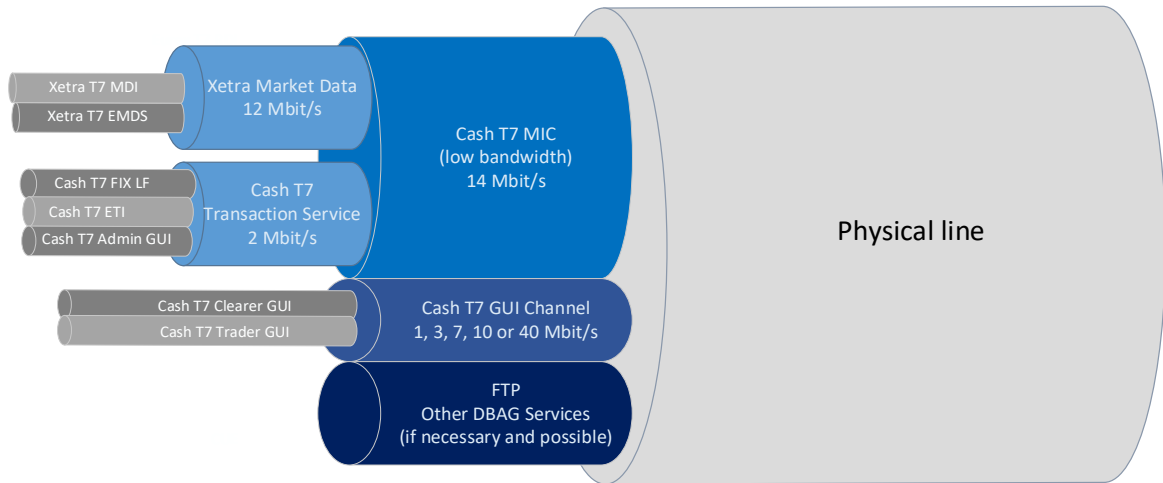 Xetra T7 MDI
Xetra T7 EMDS
Xetra Market Data
12 Mbit/s
Cash T7 FIX LF
Cash T7 ETI
Cash T7 Admin GUI
Cash T7
Transaction Service
2 Mbit/s
Cash T7 MIC
(low bandwidth)
14 Mbit/s
Cash T7 Clearer GUI
Cash T7 Trader GUI
Cash T7 GUI Channel
1, 3, 7, 10 or 40 Mbit/s
FTP
Other DBAG Services
(if necessary and possible)
Physical line